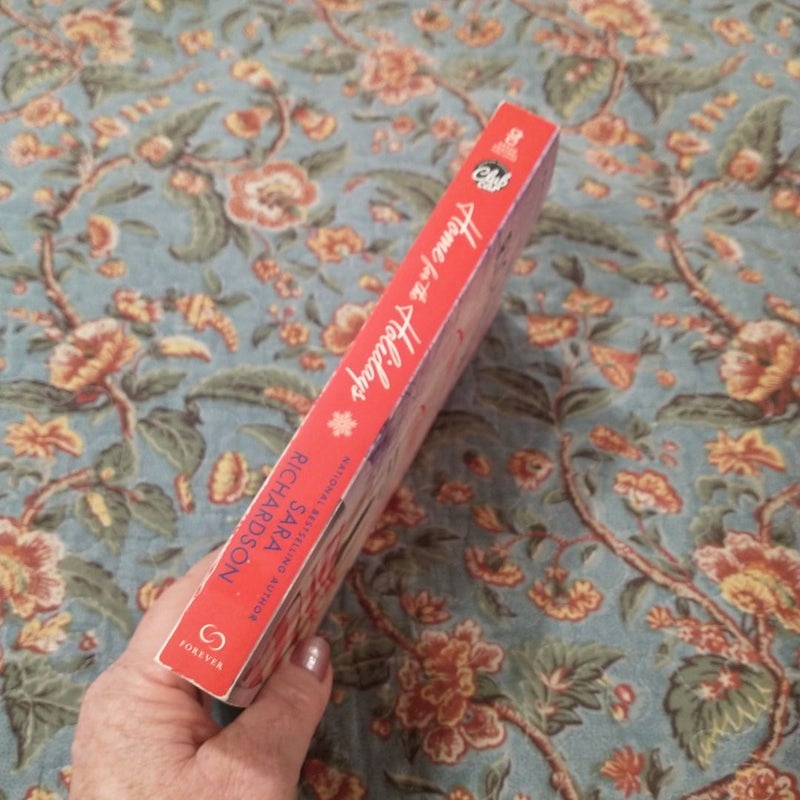 Home for the Holidays
NATIONAL BESTSELLING AUTHOR
SARA
RICHARDSON
FOREVER